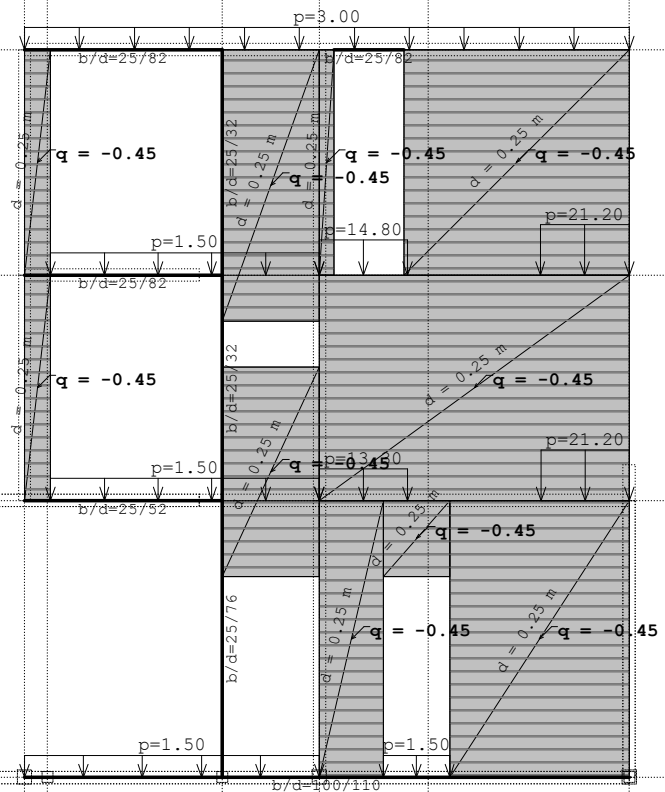 p=3.00
b/d=25/82
b/d=25/82
d = 0.25 m
b/d=25/32
d = 0.25 m
d = 0.25 m
d = 0.25 m
q = -0.45
q = -0.45
q = -0.45
q = -0.45
p=21.20
p=14.80
p=1.50
b/d=25/82
d = 0.25 m
b/d=25/32
d = 0.25 m
q = -0.45
q = -0.45
p=21.20
q = -0.45
p=1.50
d = 0.25 m
b/d=25/52
d = 0.25 m
q = -0.45
b/d=25/76
d = 0.25 m
d = 0.25 m
q = -0.45
q = -0.45
p=1.50
p=1.50
b/d=100/110